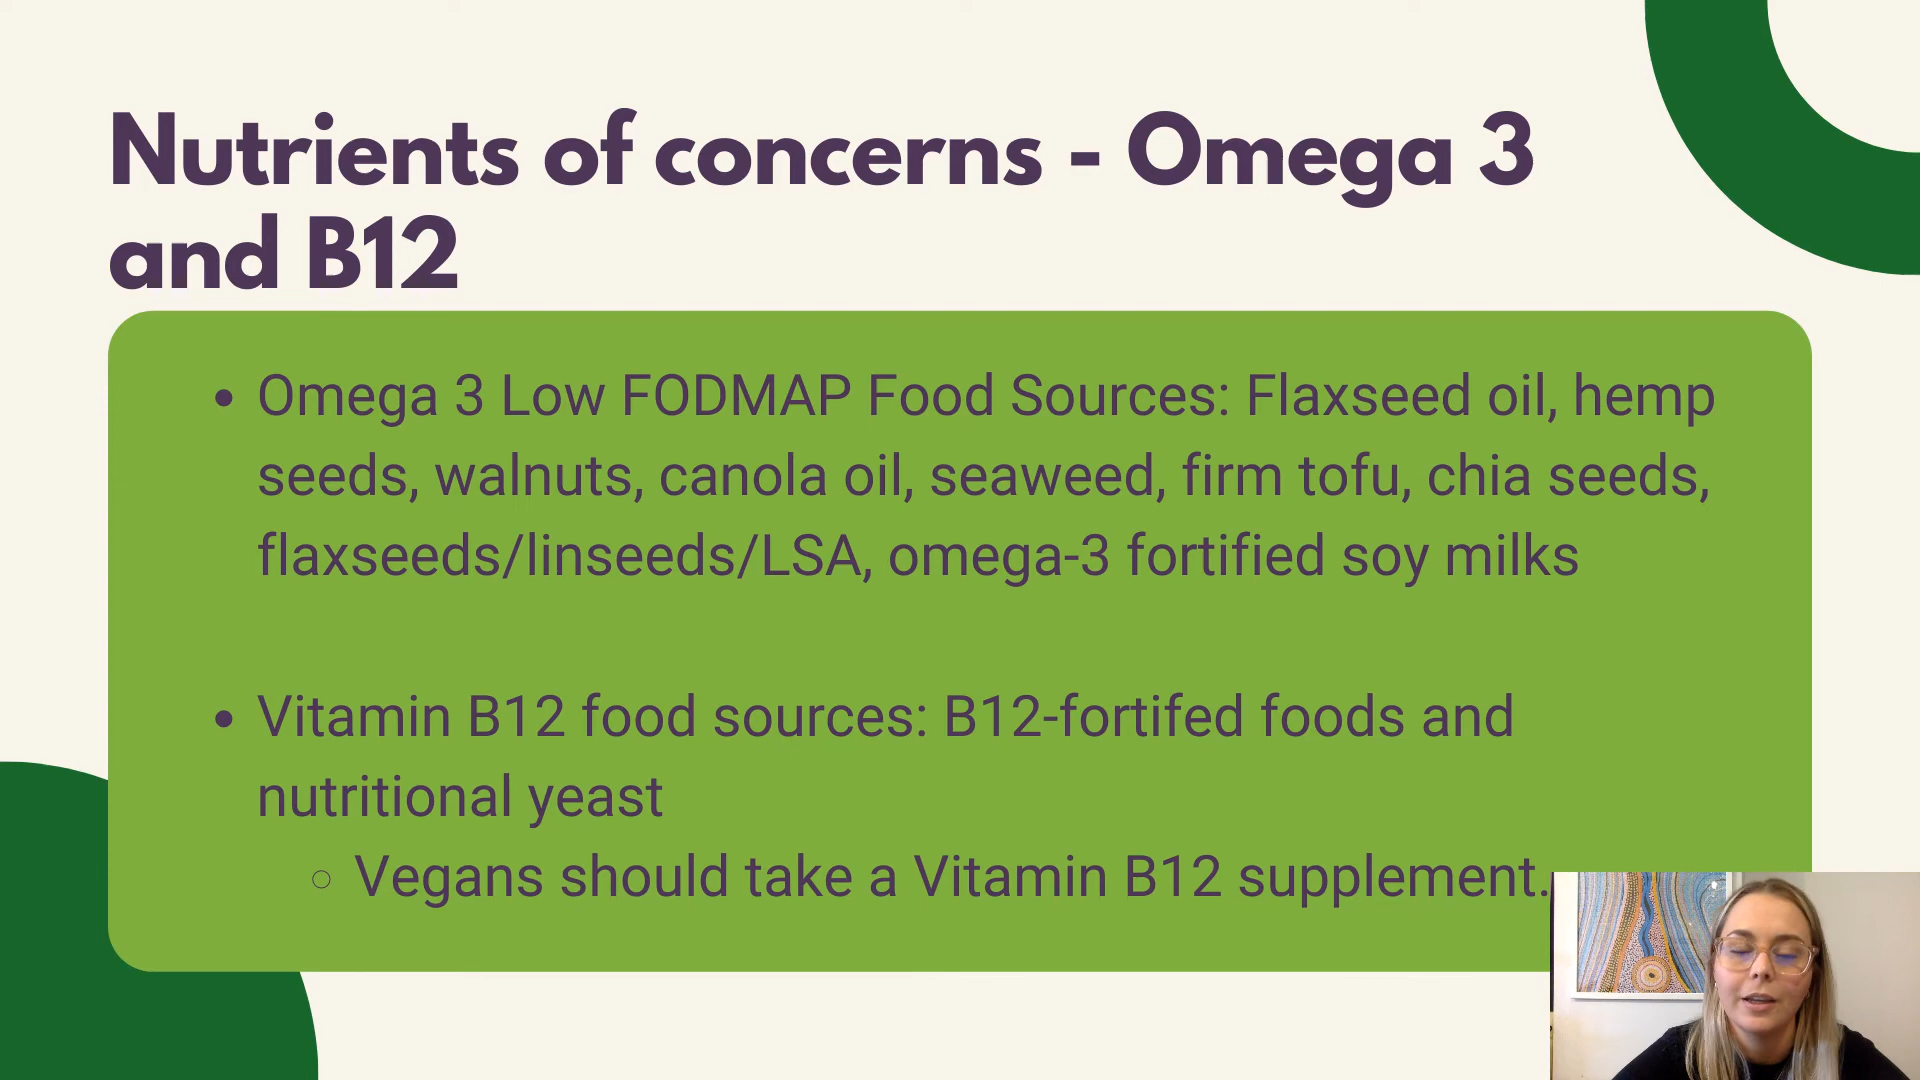 Nutrients of concerns - Omega 3
and B12
• Omega 3 Low FODMAP Food Sources: Flaxseed oil, hemp
seeds, walnuts, canola oil, seaweed, firm tofu, chia seeds,
flaxseeds/linseeds/LSA, omega-3 fortified soy milks
• Vitamin B12 food sources: B12-fortifed foods and
nutritional yeast
○ Vegans should take a Vitamin B12 supplement.